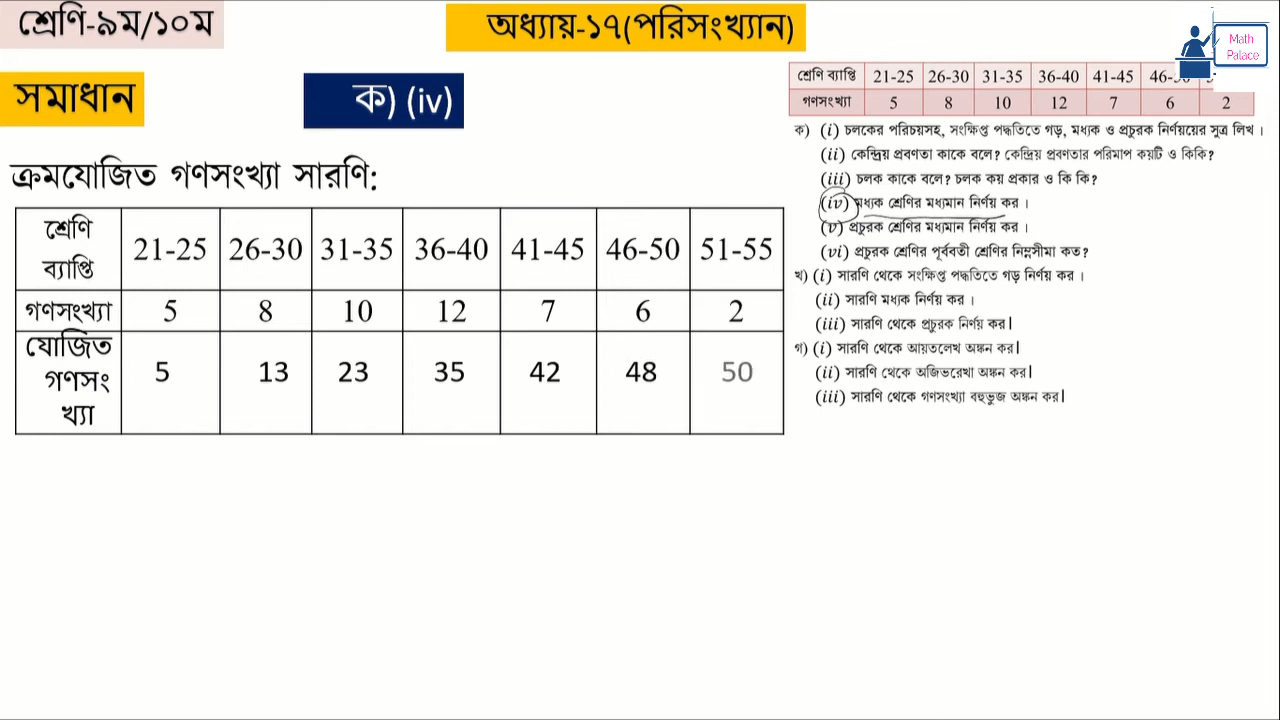 শ্রেণি-৯ম/১০ম
অধ্যায়-১৭(পরিসংখ্যান)
Math
Palace
সমাধান
ক) (iv)
শ্রেণি ব্যাপ্তি 21-25 26-30 31-35 36-40 41-45 46-50
গণসংখ্যা 5 8 10 12 7 6 2
ক) (i) চলকের পরিচয়সহ, সংক্ষিপ্ত পদ্ধতিতে গড়, মধ্যক ও প্রচুরক নির্ণয়ের সুত্র লিখ।
(ii) কেন্দ্রিয় প্রবণতা কাকে বলে? কেন্দ্রিয় প্রবণতার পরিমাপ কয়টি ও কিকি?
(iii) চলক কাকে বলে? চলক কয় প্রকার ও কি কি?
(iv) মধ্যক শ্রেণির মধ্যমান নির্ণয় কর।
(v) প্রচুরক শ্রেণির মধ্যমান নির্ণয় কর।
(vi) প্রচুরক শ্রেণির পূর্ববতী শ্রেণির নিম্নসীমা কত?
খ) (i) সারণি থেকে সংক্ষিপ্ত পদ্ধতিতে গড় নির্ণয় কর।
(ii) সারণি মধ্যক নির্ণয় কর।
(iii) সারণি থেকে প্রচুরক নির্ণয় কর|
গ) (i) সারণি থেকে আয়তলেখ অঙ্কন কর|
(ii) সারণি থেকে অজিভরেখা অঙ্কন কর|
(iii) সারণি থেকে গণসংখ্যা বহুভুজ অঙ্কন কর|
ক্রমযোজিত গণসংখ্যা সারণি:
শ্রেণি
ব্যাপ্তি
21-25 26-30 31-35 36-40 41-45 46-50 51-55
গণসংখ্যা 5 8 10 12 7 6 2
যোজিত
গণসং
খ্যা
5 13 23 35 42 48 50